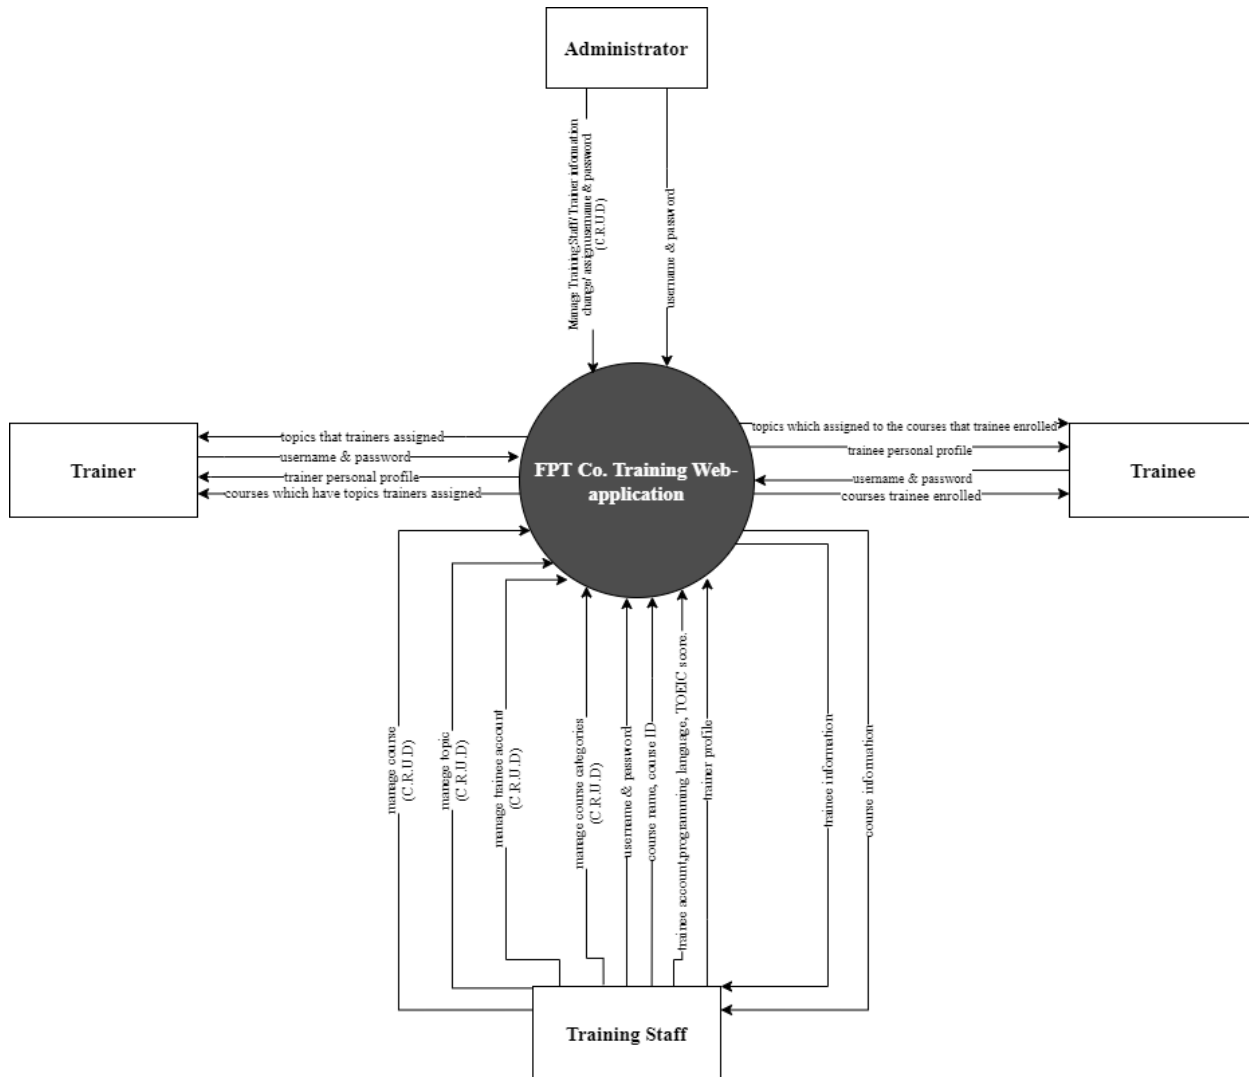 Administrator
Manage Training Staff/ Trainer information
change/ assign username & password
(C.R.U.D)
username & password
Trainer
topics that trainers assigned
username & password
trainer personal profile
courses which have topics trainers assigned
FPT Co. Training Web-
application
topics which assigned to the courses that trainee enrolled
trainee personal profile
username & password
courses trainee enrolled
Trainee
manage course
(C.R.U.D)
manage topic
(C.R.U.D)
manage trainee account
(C.R.U.D)
manage course categories
(C.R.U.D)
username & password
course name, course ID
trainee account,programming language, TOEIC score.
trainer profile
trainee information
course information
Training Staff